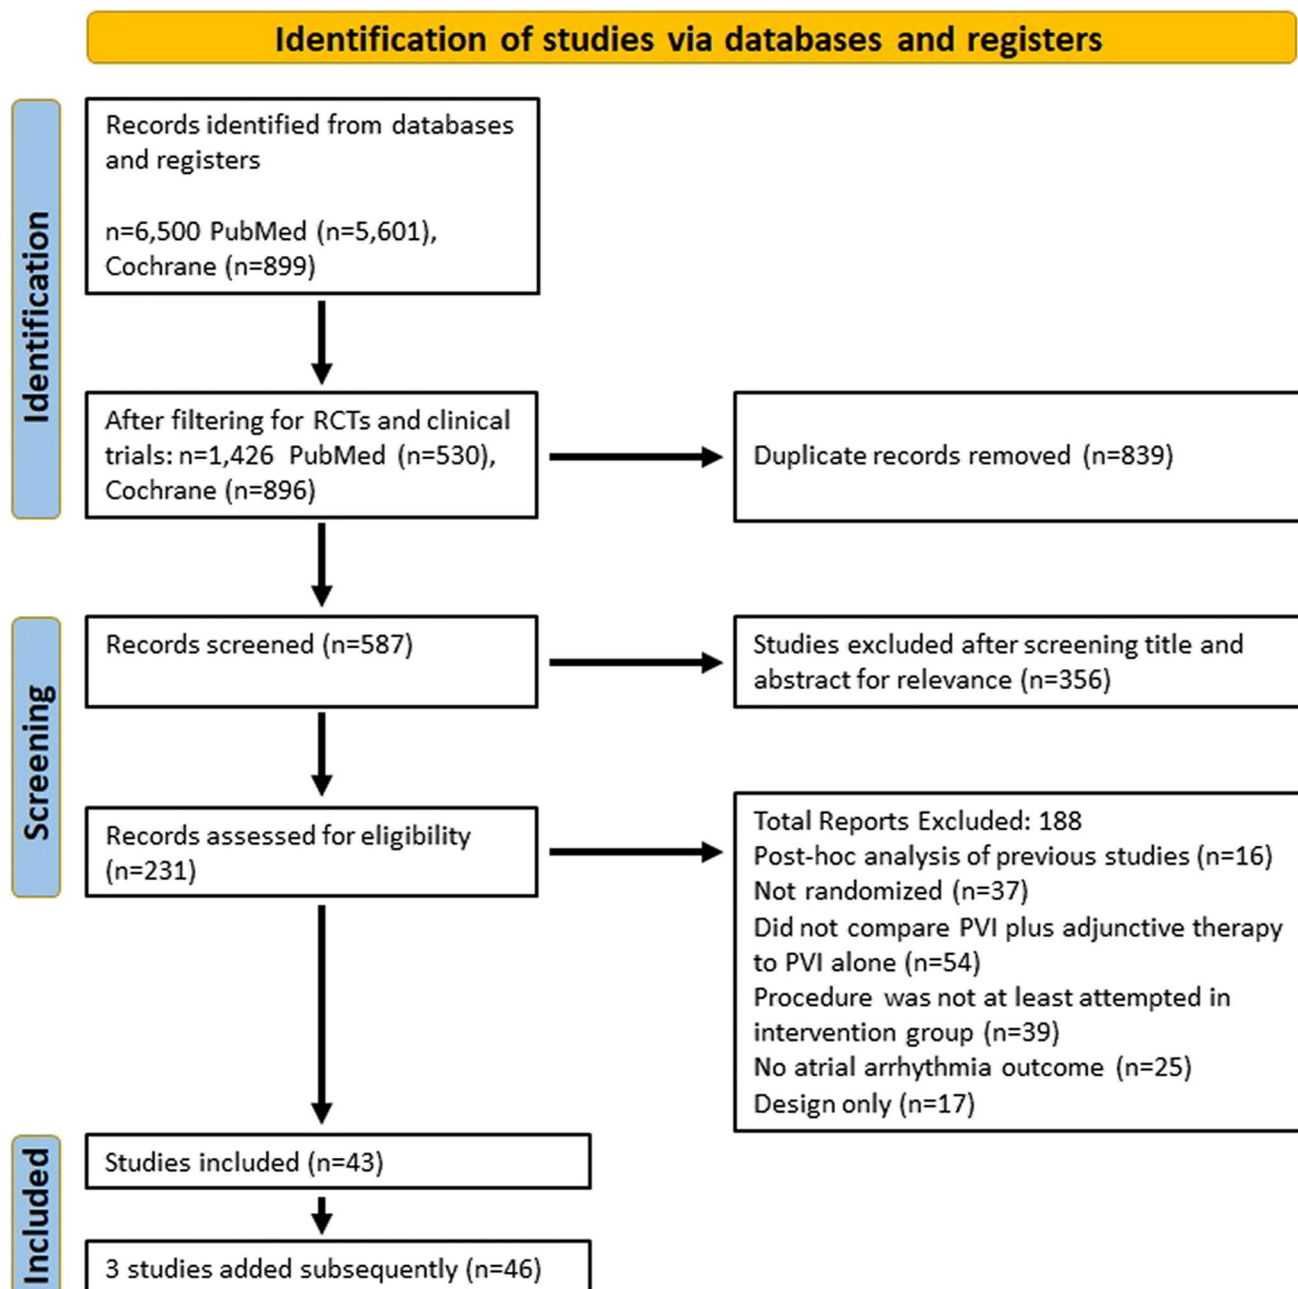 Identification of studies via databases and registers
Identification
Records identified from databases
and registers
n=6,500 PubMed (n=5,601),
Cochrane (n=899)
After filtering for RCTs and clinical
trials: n=1,426 PubMed (n=530),
Cochrane (n=896)
Duplicate records removed (n=839)
Screening
Records screened (n=587)
Studies excluded after screening title and
abstract for relevance (n=356)
Records assessed for eligibility
(n=231)
Total Reports Excluded: 188
Post-hoc analysis of previous studies (n=16)
Not randomized (n=37)
Did not compare PVI plus adjunctive therapy
to PVI alone (n=54)
Procedure was not at least attempted in
intervention group (n=39)
No atrial arrhythmia outcome (n=25)
Design only (n=17)
Included
Studies included (n=43)
3 studies added subsequently (n=46)